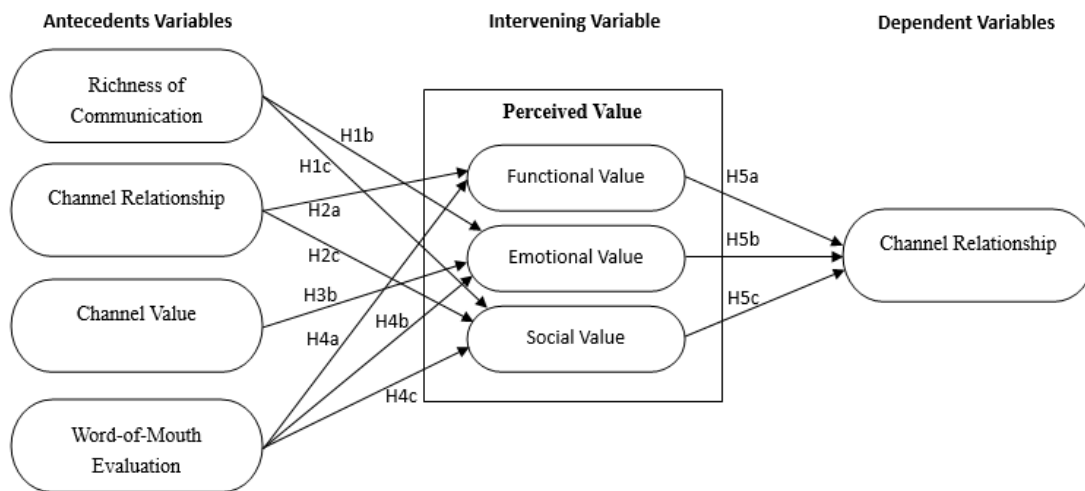 Antecedents Variables
Intervening Variable
Dependent Variables
Richness of
Communication
Channel Relationship
Channel Value
Word-of-Mouth
Evaluation
H1b
H1c
H2a
H2c
H3b
H4a
H4b
H4c
Perceived Value
Functional Value
Emotional Value
Social Value
H5a
H5b
H5c
Channel Relationship